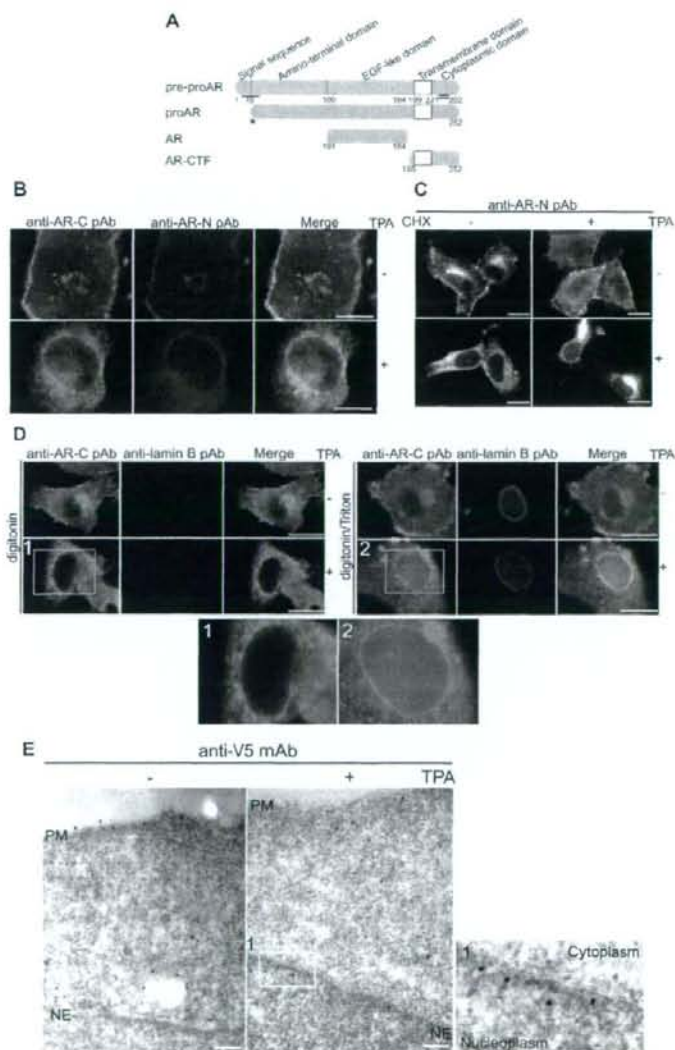 A
Signal sequence
Amino-terminal domain
EGF-like domain
Transmembrane domain
Cytoplasmic domain
pre-proAR
1 100 184 199 221 252
proAR
*
252
AR
101 184
AR-CTF
252
B
anti-AR-C pAb anti-AR-N pAb Merge TPA
-
+
C
anti-AR-N pAb
CHX - + TPA
-
+
D
anti-AR-C pAb anti-lamin B pAb Merge TPA
digitonin
-
1
+
anti-AR-C pAb anti-lamin B pAb Merge TPA
digitonin/Triton
-
2
+
1 2
E
anti-V5 mAb
- + TPA
PM
NE
PM
1
NE
1
Cytoplasm
Nucleoplasm